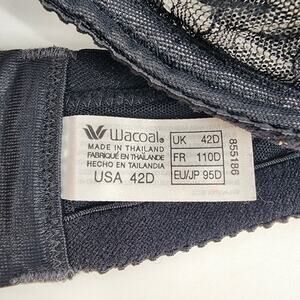 Wacoal®
MADE IN THAILAND
FABRIQUÉ EN THAÏLANDE
HECHO EN TAILANDIA
USA 42D
UK 42D
FR 110D
EU/JP 95D
855186